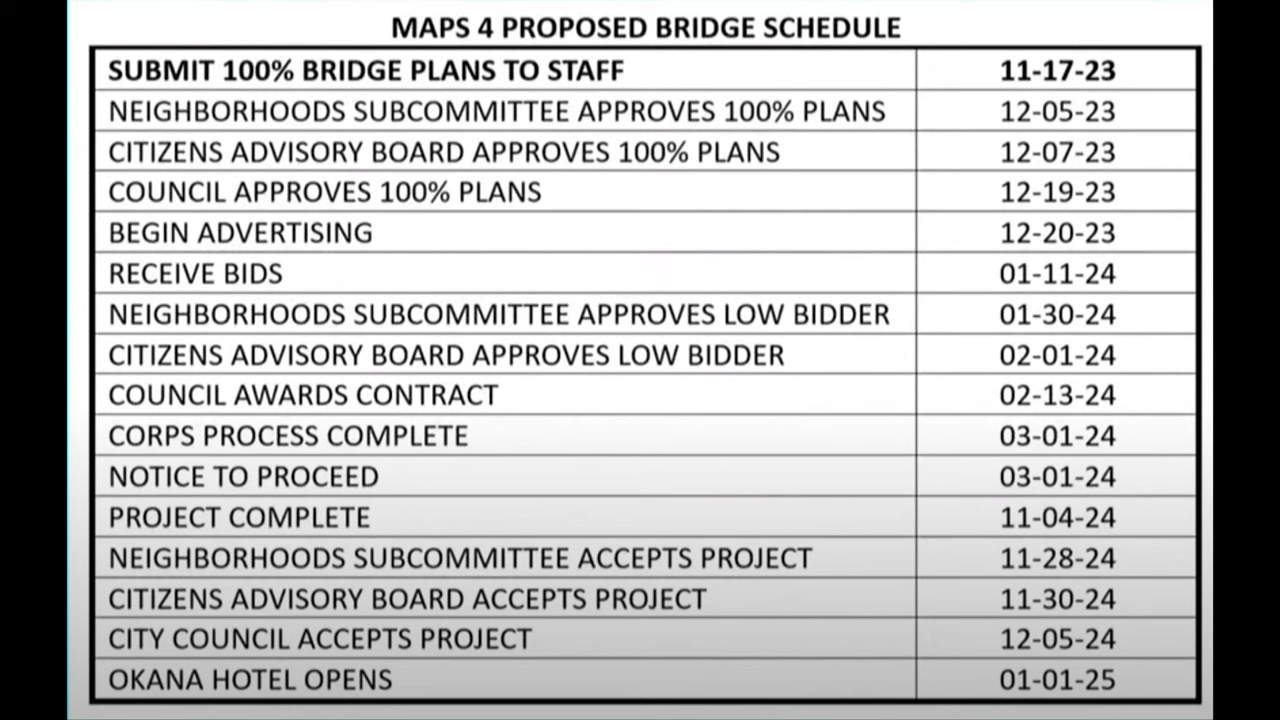 MAPS 4 PROPOSED BRIDGE SCHEDULE
SUBMIT 100% BRIDGE PLANS TO STAFF 11-17-23
NEIGHBORHOODS SUBCOMMITTEE APPROVES 100% PLANS 12-05-23
CITIZENS ADVISORY BOARD APPROVES 100% PLANS 12-07-23
COUNCIL APPROVES 100% PLANS 12-19-23
BEGIN ADVERTISING 12-20-23
RECEIVE BIDS 01-11-24
NEIGHBORHOODS SUBCOMMITTEE APPROVES LOW BIDDER 01-30-24
CITIZENS ADVISORY BOARD APPROVES LOW BIDDER 02-01-24
COUNCIL AWARDS CONTRACT 02-13-24
CORPS PROCESS COMPLETE 03-01-24
NOTICE TO PROCEED 03-01-24
PROJECT COMPLETE 11-04-24
NEIGHBORHOODS SUBCOMMITTEE ACCEPTS PROJECT 11-28-24
CITIZENS ADVISORY BOARD ACCEPTS PROJECT 11-30-24
CITY COUNCIL ACCEPTS PROJECT 12-05-24
OKANA HOTEL OPENS 01-01-25